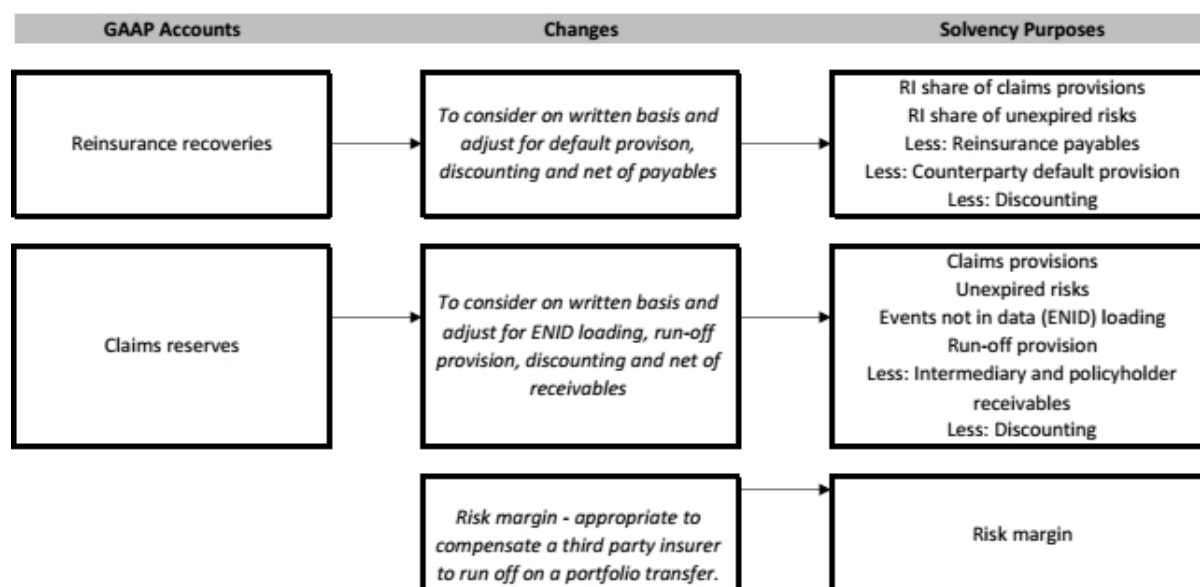 GAAP Accounts
Changes
Solvency Purposes
Reinsurance recoveries
To consider on written basis and
adjust for default provison,
discounting and net of payables
RI share of claims provisions
RI share of unexpired risks
Less: Reinsurance payables
Less: Counterparty default provision
Less: Discounting
Claims reserves
To consider on written basis and
adjust for ENID loading, run-off
provision, discounting and net of
receivables
Claims provisions
Unexpired risks
Events not in data (ENID) loading
Run-off provision
Less: Intermediary and policyholder
receivables
Less: Discounting
Risk margin - appropriate to
compensate a third party insurer
to run off on a portfolio transfer.
Risk margin